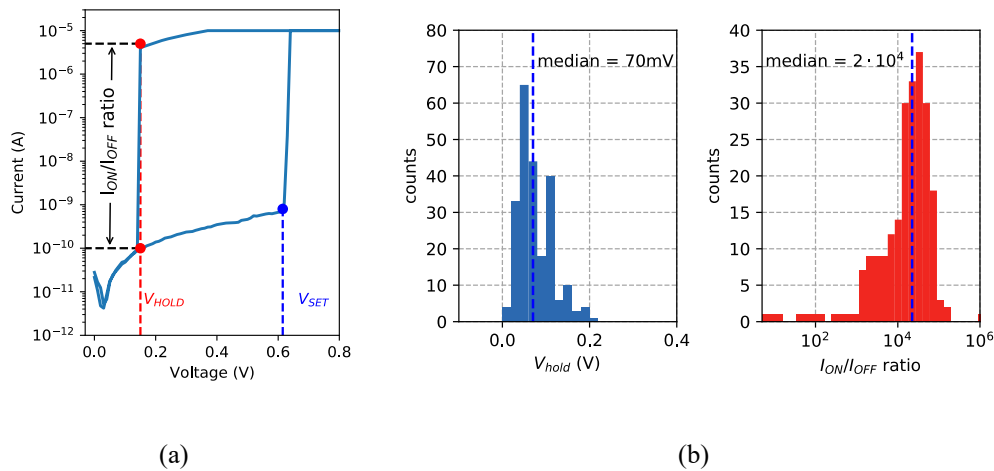 10⁻⁵
10⁻⁶
10⁻⁷
10⁻⁸
10⁻⁹
10⁻¹⁰
10⁻¹¹
10⁻¹²
Current (A)
I_ON/I_OFF ratio
V_HOLD
V_SET
0.0 0.2 0.4 0.6 0.8
Voltage (V)
(a)
80
70
60
50
40
30
20
10
0
counts
median = 70mV
0.0 0.2 0.4
V_hold (V)
40
35
30
25
20
15
10
5
0
counts
median = 2·10⁴
10² 10⁴ 10⁶
I_ON/I_OFF ratio
(b)